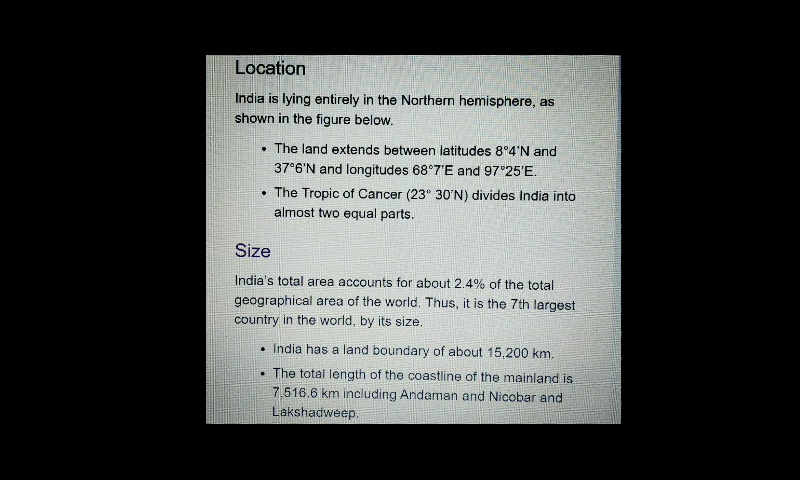 Location
India is lying entirely in the Northern hemisphere, as
shown in the figure below.
• The land extends between latitudes 8°4'N and
37°6'N and longitudes 68°7'E and 97°25'E.
• The Tropic of Cancer (23° 30'N) divides India into
almost two equal parts.
Size
India's total area accounts for about 2.4% of the total
geographical area of the world. Thus, it is the 7th largest
country in the world, by its size.
• India has a land boundary of about 15,200 km.
• The total length of the coastline of the mainland is
7,516.6 km including Andaman and Nicobar and
Lakshadweep.